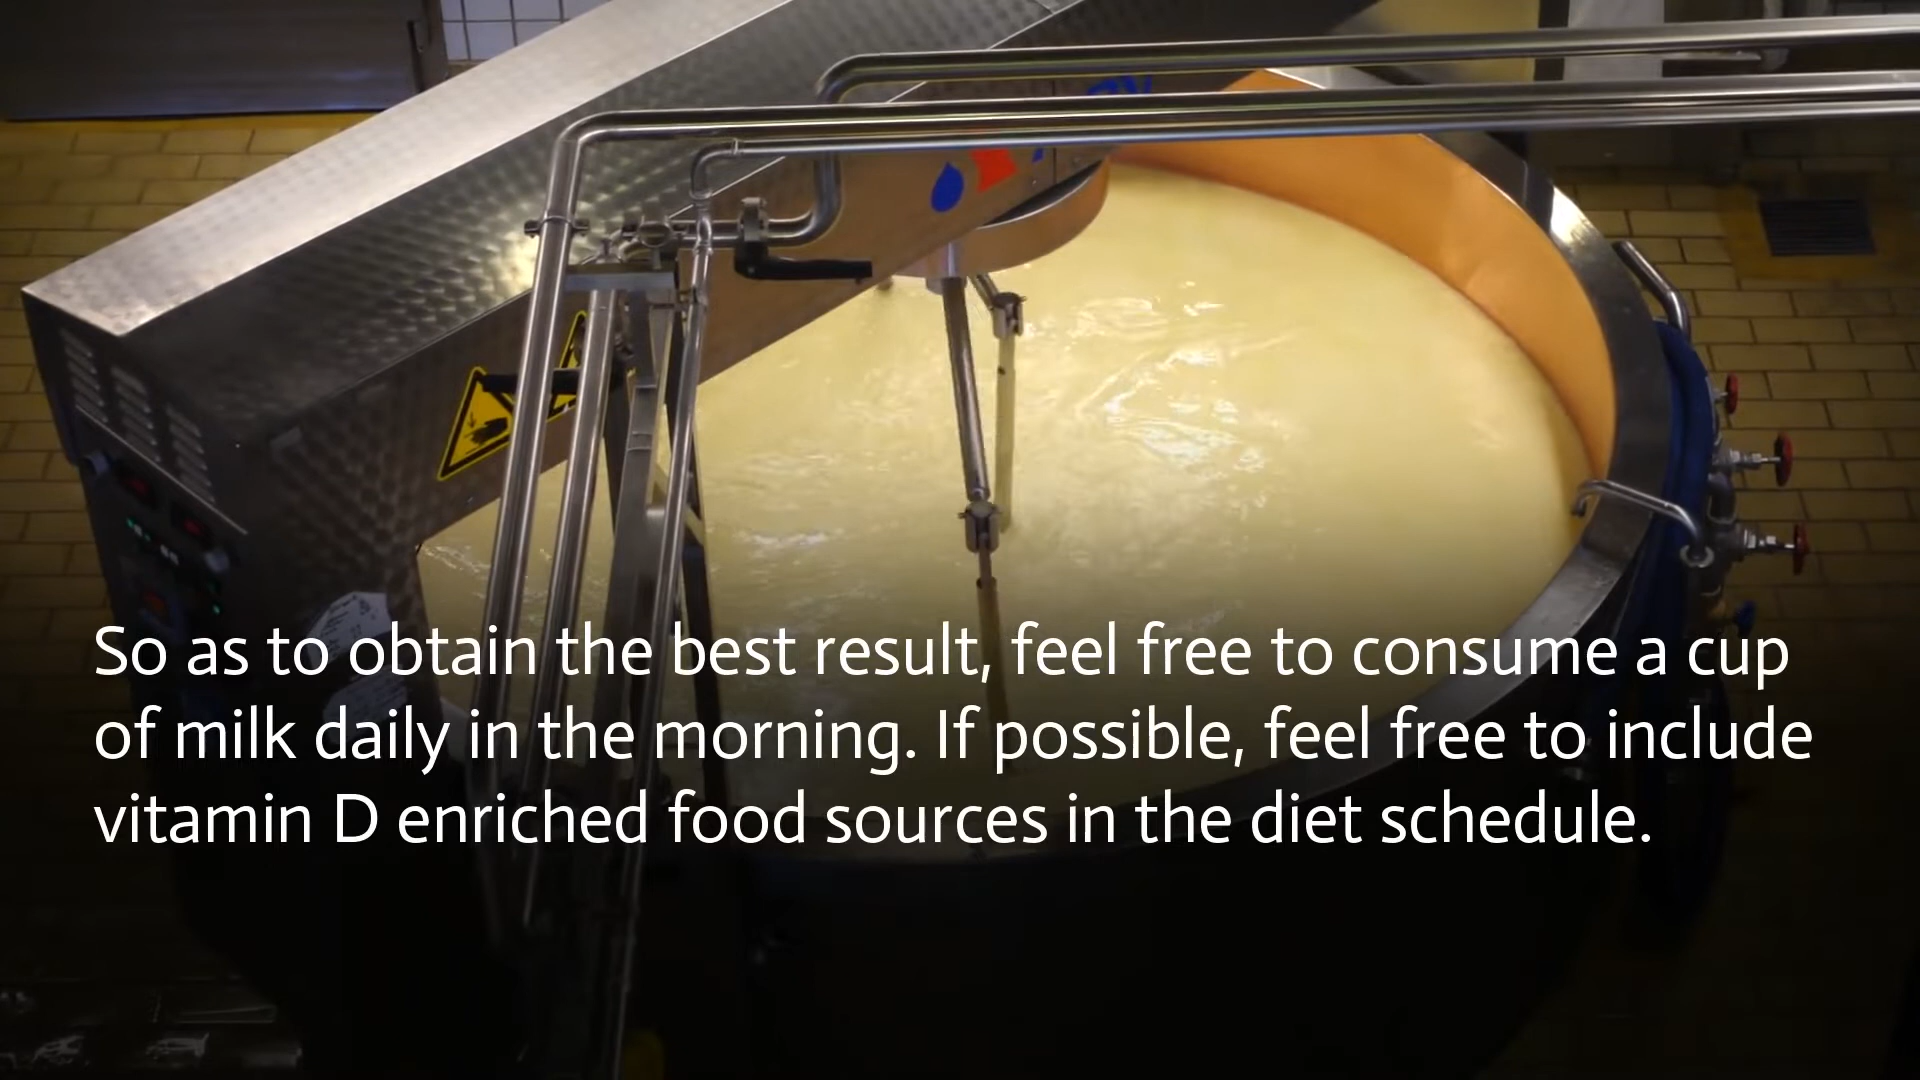 So as to obtain the best result, feel free to consume a cup
of milk daily in the morning. If possible, feel free to include
vitamin D enriched food sources in the diet schedule.